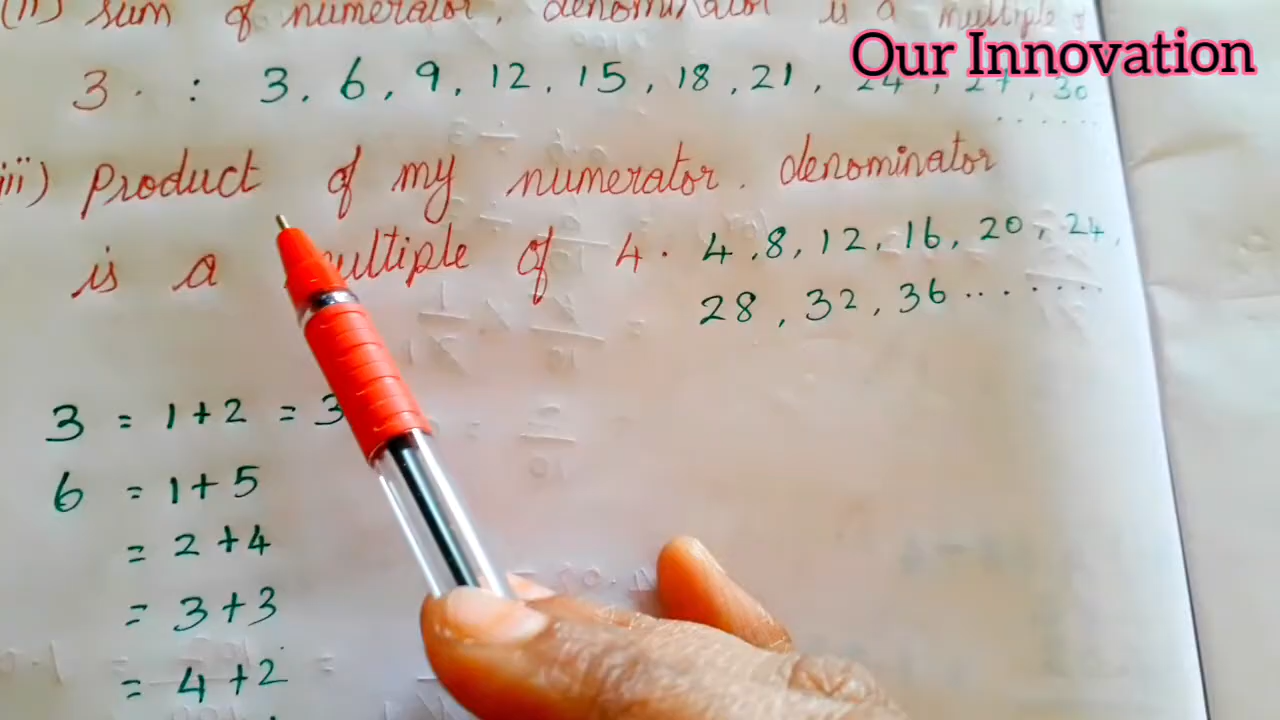 (ii) Sum of numerator, denominator is a multiple
Our Innovation
3 . : 3, 6, 9, 12, 15, 18, 21, 24, 27, 30
......
iii) Product of my numerator. denominator
is a multiple of 4. 4, 8, 12, 16, 20, 24,
28, 32, 36 .......
3 = 1+2 = 3
6 = 1+5
= 2+4
= 3+3
= 4+2